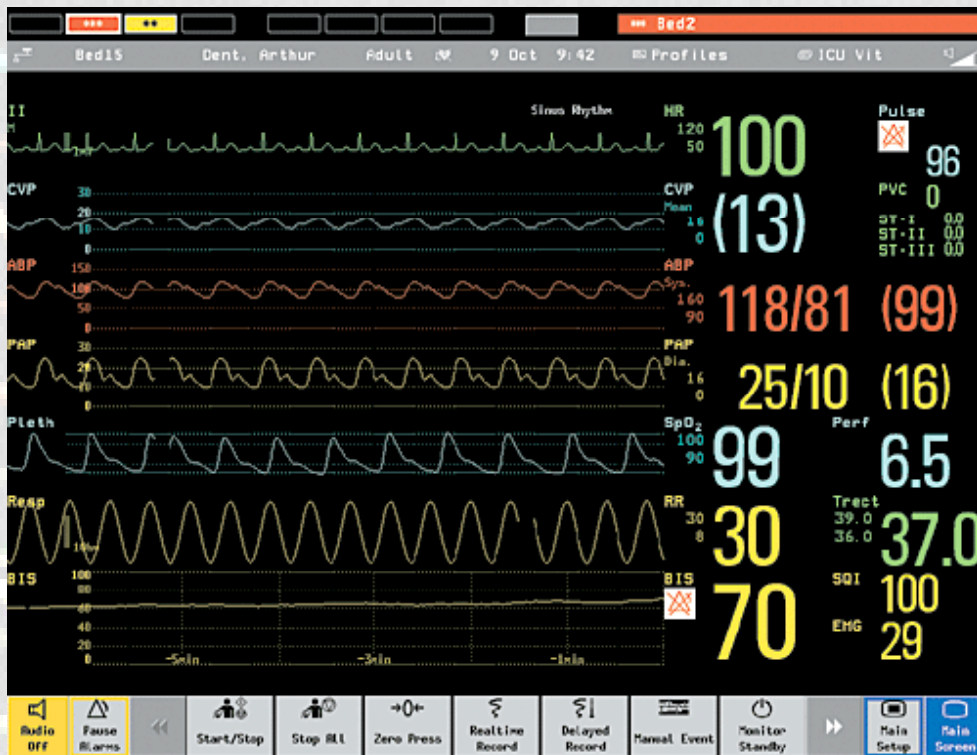 *** ** *** Bed2
Bed15 Dent, Arthur Adult 9 Oct 9:42 Profiles ICU Vit
II Sinus Rhythm HR Pulse
M 120 50 100 96
1mV
CVP 30 20 10 0 CVP Mean 16 0 (13) PVC 0
ST-I 0.0
ST-II 0.0
ST-III 0.0
ABP 150 100 50 0 ABP Sys. 160 90 118/81 (99)
PAP 30 20 10 0 PAP Dia. 16 0 25/10 (16)
Pleth SpO₂ 100 90 99 Perf 6.5
Resp RR 30 8 30 Trect 39.0 36.0 37.0
BIS 100 80 60 40 20 0 BIS 70 SQI 100
EMG 29
-5min -3min -1min
Audio Off
Pause Alarms
Start/Stop
Stop All
Zero Press
Realtime Record
Delayed Record
Manual Event
Monitor Standby
Main Setup
Main Screen